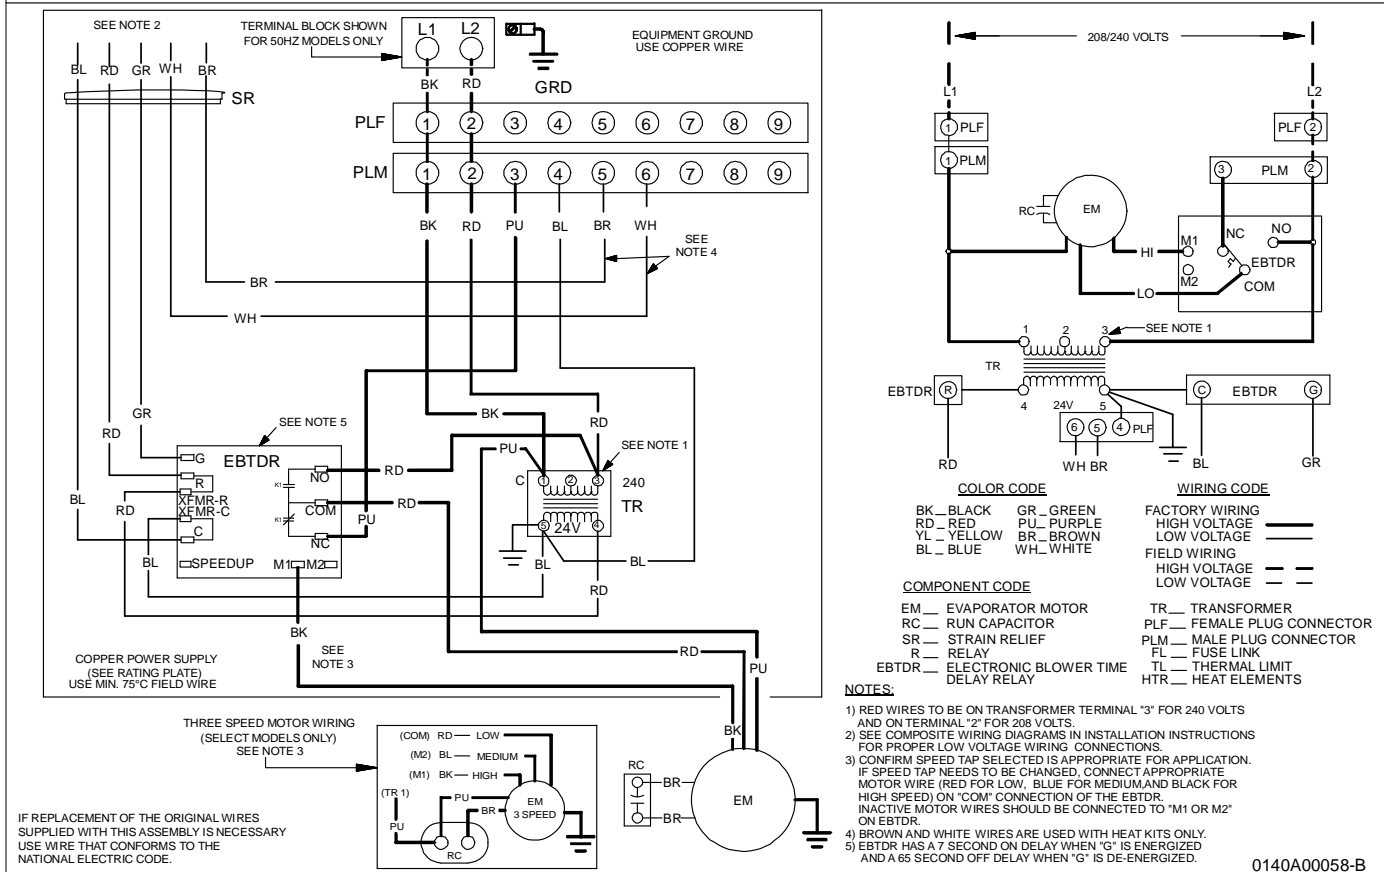 SEE NOTE 2
TERMINAL BLOCK SHOWN
FOR 50HZ MODELS ONLY
L1 L2
EQUIPMENT GROUND
USE COPPER WIRE
BL RD GR WH BR
SR
BK RD
GRD
PLF 1 2 3 4 5 6 7 8 9
PLM 1 2 3 4 5 6 7 8 9
BK RD PU BL BR WH
SEE
NOTE 4
BR
WH
GR
RD
BL
RD
SEE NOTE 5
EBTDR
G
R
XFMR-R
XFMR-C
C
SPEEDUP
M1 M2
K1
K1
NO
COM
NC
RD
RD
PU
BK
PU
RD
SEE NOTE 1
C 1 2 3 240
TR
5 24V 4
BL
BL
BL
RD
BK
SEE
NOTE 3
RD
PU
COPPER POWER SUPPLY
(SEE RATING PLATE)
USE MIN. 75°C FIELD WIRE
BK
THREE SPEED MOTOR WIRING
(SELECT MODELS ONLY)
SEE NOTE 3
(COM) RD LOW
(M2) BL MEDIUM
(M1) BK HIGH
(TR 1)
PU
PU
BR
EM
3 SPEED
RC
RC
BR
BR
EM
IF REPLACEMENT OF THE ORIGINAL WIRES
SUPPLIED WITH THIS ASSEMBLY IS NECESSARY
USE WIRE THAT CONFORMS TO THE
NATIONAL ELECTRIC CODE.
208/240 VOLTS
L1 L2
1 PLF
PLF 2
1 PLM
3 PLM 2
RC
EM
HI
LO
M1
M2
NC
NO
EBTDR
COM
1 2 3
SEE NOTE 1
TR
4 5
EBTDR R
C EBTDR G
24V
6 5 4 PLF
RD
WH BR
BL
GR
COLOR CODE
BK BLACK GR GREEN
RD RED PU PURPLE
YL YELLOW BR BROWN
BL BLUE WH WHITE
WIRING CODE
FACTORY WIRING
HIGH VOLTAGE
LOW VOLTAGE
FIELD WIRING
HIGH VOLTAGE
LOW VOLTAGE
COMPONENT CODE
EM EVAPORATOR MOTOR
RC RUN CAPACITOR
SR STRAIN RELIEF
R RELAY
EBTDR ELECTRONIC BLOWER TIME
DELAY RELAY
TR TRANSFORMER
PLF FEMALE PLUG CONNECTOR
PLM MALE PLUG CONNECTOR
FL FUSE LINK
TL THERMAL LIMIT
HTR HEAT ELEMENTS
NOTES:
1) RED WIRES TO BE ON TRANSFORMER TERMINAL "3" FOR 240 VOLTS
AND ON TERMINAL "2" FOR 208 VOLTS.
2) SEE COMPOSITE WIRING DIAGRAMS IN INSTALLATION INSTRUCTIONS
FOR PROPER LOW VOLTAGE WIRING CONNECTIONS.
3) CONFIRM SPEED TAP SELECTED IS APPROPRIATE FOR APPLICATION.
IF SPEED TAP NEEDS TO BE CHANGED, CONNECT APPROPRIATE
MOTOR WIRE (RED FOR LOW, BLUE FOR MEDIUM,AND BLACK FOR
HIGH SPEED) ON "COM" CONNECTION OF THE EBTDR.
INACTIVE MOTOR WIRES SHOULD BE CONNECTED TO "M1 OR M2"
ON EBTDR.
4) BROWN AND WHITE WIRES ARE USED WITH HEAT KITS ONLY.
5) EBTDR HAS A 7 SECOND ON DELAY WHEN "G" IS ENERGIZED
AND A 65 SECOND OFF DELAY WHEN "G" IS DE-ENERGIZED.
0140A00058-B